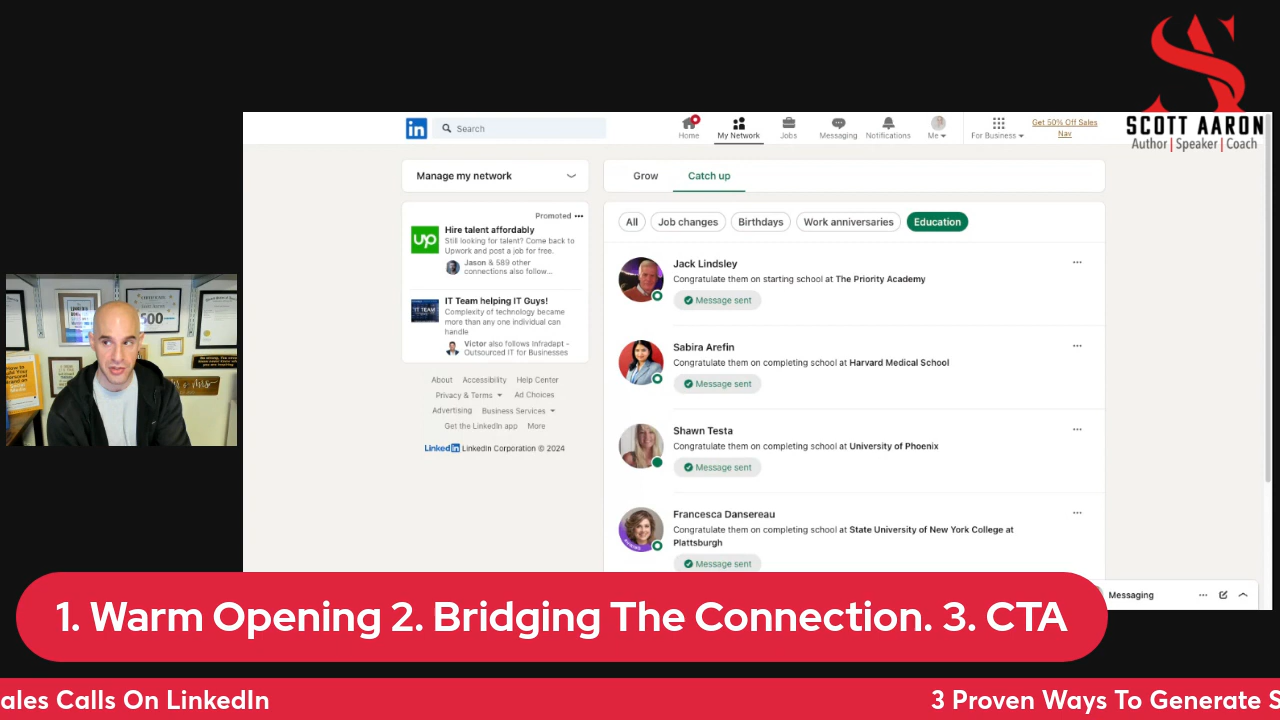 SCOTT AARON
Author | Speaker | Coach
in
Search
Home
My Network
Jobs
Messaging
Notifications
Me
For Business
Get 50% Off Sales
Nav
Manage my network
Grow
Catch up
Promoted
up
Hire talent affordably
Still looking for talent? Come back to
Upwork and post a job for free.
Jason & 589 other
connections also follow...
IT TEAM
IT Team helping IT Guys!
Complexity of technology became
more than any one individual can
handle
Victor also follows Infradapt -
Outsourced IT for Businesses
About Accessibility Help Center
Privacy & Terms Ad Choices
Advertising Business Services
Get the LinkedIn app More
LinkedIn LinkedIn Corporation © 2024
All
Job changes
Birthdays
Work anniversaries
Education
Jack Lindsley
Congratulate them on starting school at The Priority Academy
Message sent
Sabira Arefin
Congratulate them on completing school at Harvard Medical School
Message sent
Shawn Testa
Congratulate them on completing school at University of Phoenix
Message sent
Francesca Dansereau
Congratulate them on completing school at State University of New York College at
Plattsburgh
Message sent
Messaging
500
1. Warm Opening 2. Bridging The Connection. 3. CTA
ales Calls On LinkedIn
3 Proven Ways To Generate S